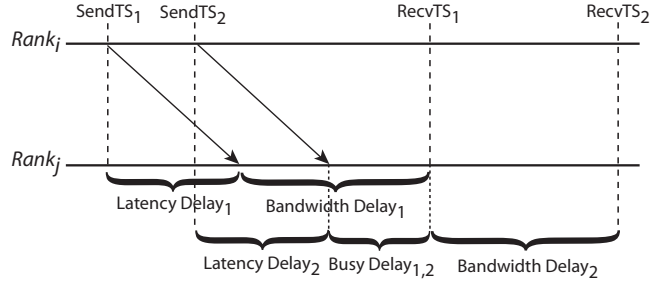 SendTS₁ SendTS₂ RecvTS₁ RecvTS₂
Rankᵢ
Rankⱼ
Latency Delay₁ Bandwidth Delay₁
Latency Delay₂ Busy Delay₁,₂ Bandwidth Delay₂